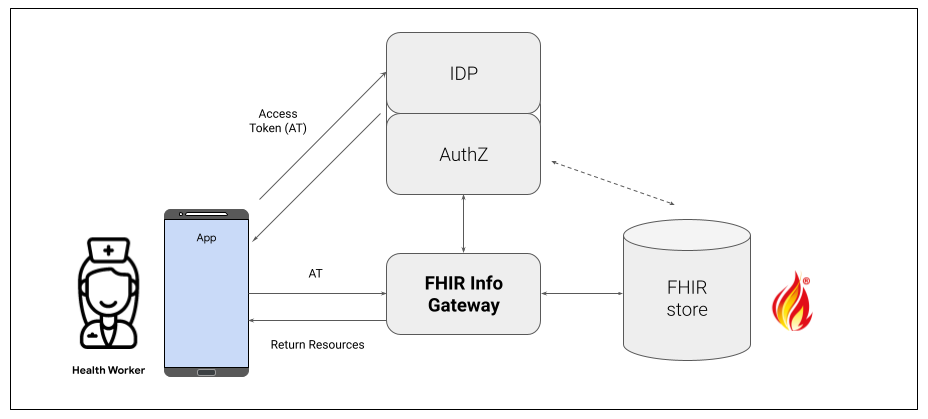 IDP
Access
Token (AT)
AuthZ
App
AT
FHIR Info
Gateway
FHIR
store
®
Return Resources
Health Worker